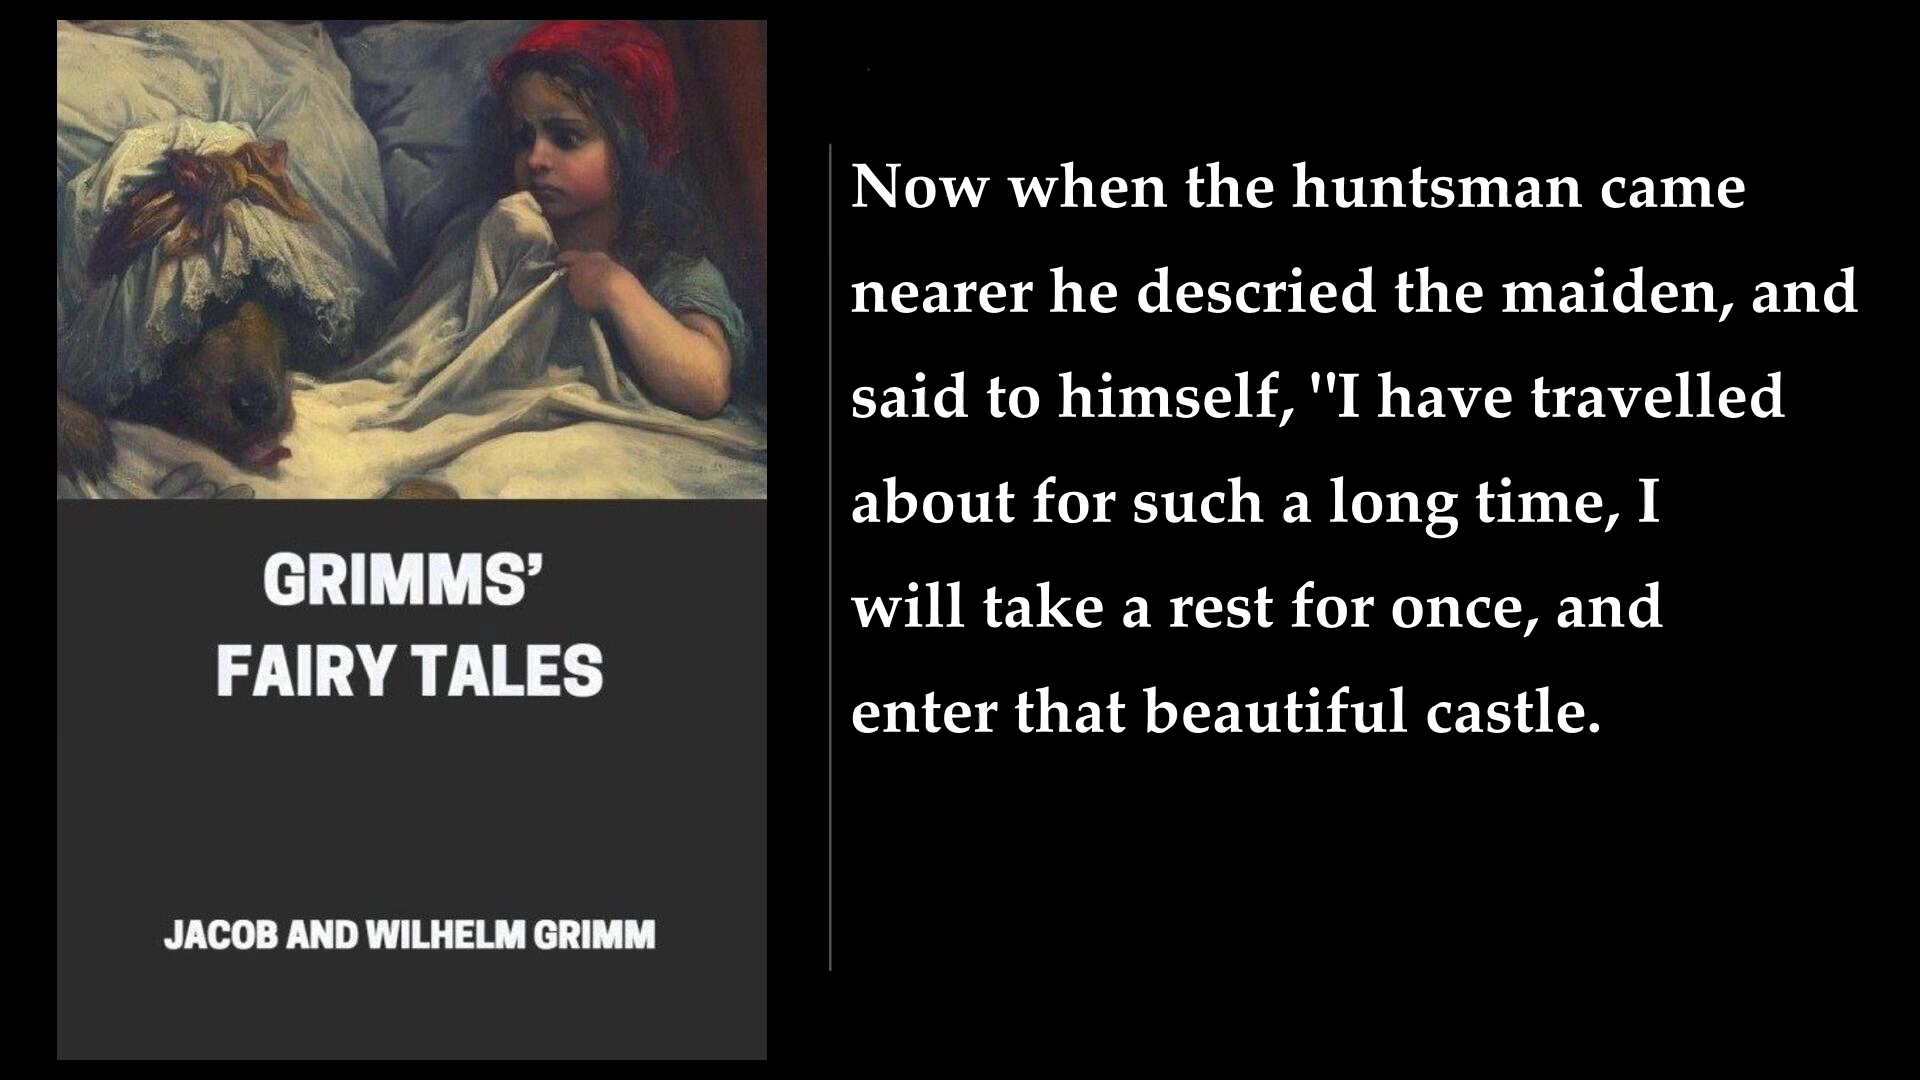 GRIMMS’
FAIRY TALES
JACOB AND WILHELM GRIMM
Now when the huntsman came
nearer he descried the maiden, and
said to himself, "I have travelled
about for such a long time, I
will take a rest for once, and
enter that beautiful castle.